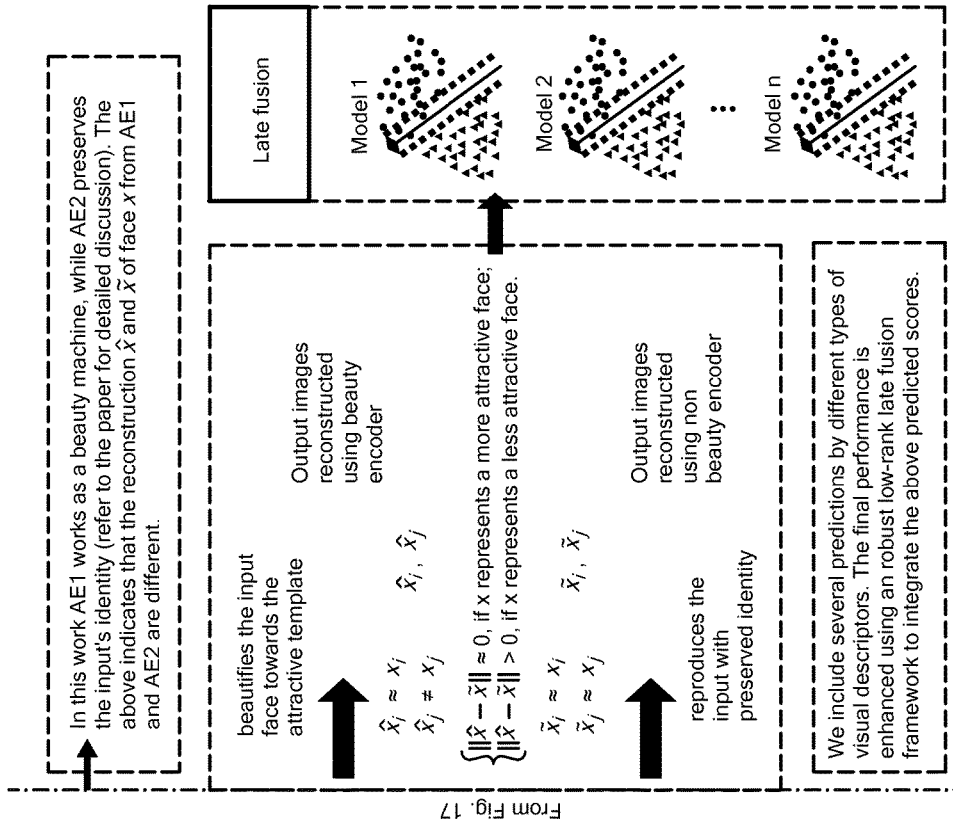 In this work AE1 works as a beauty machine, while AE2 preserves
the input's identity (refer to the paper for detailed discussion). The
above indicates that the reconstruction x̂ and x̃ of face x from AE1
and AE2 are different.
From Fig. 17
beautifies the input
face towards the
attractive template
x̂ᵢ ≈ xᵢ
x̂ⱼ ≠ xⱼ
x̂ᵢ, x̂ⱼ
Output images
reconstructed
using beauty
encoder
{||x̂ − x̃|| ≈ 0, if x represents a more attractive face;
||x̂ − x̃|| > 0, if x represents a less attractive face.
x̃ᵢ ≈ xᵢ
x̃ⱼ ≈ xⱼ
x̃ᵢ, x̃ⱼ
reproduces the
input with
preserved identity
Output images
reconstructed
using non
beauty encoder
Late fusion
Model 1
Model 2
...
Model n
We include several predictions by different types of
visual descriptors. The final performance is
enhanced using an robust low-rank late fusion
framework to integrate the above predicted scores.